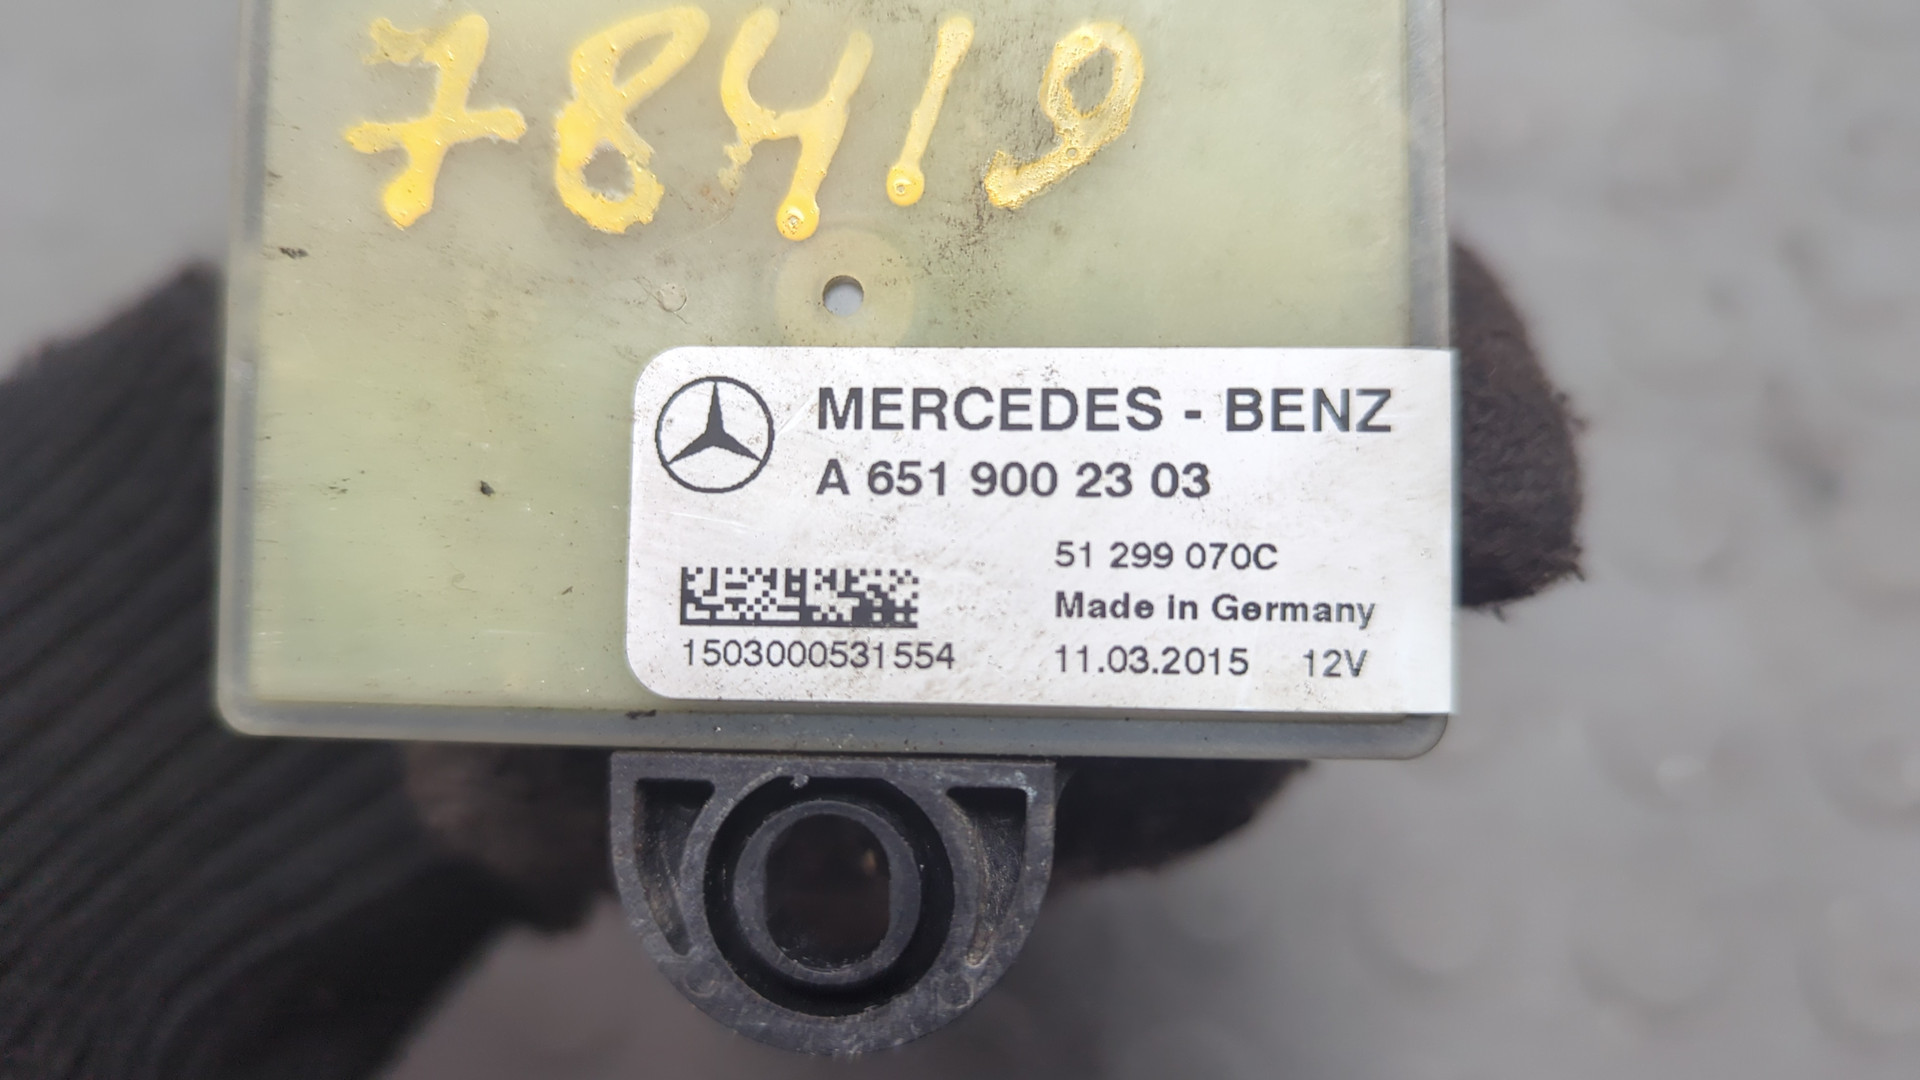 78419
MERCEDES - BENZ
A 651 900 23 03
51 299 070C
Made in Germany
1503000531554
11.03.2015 12V